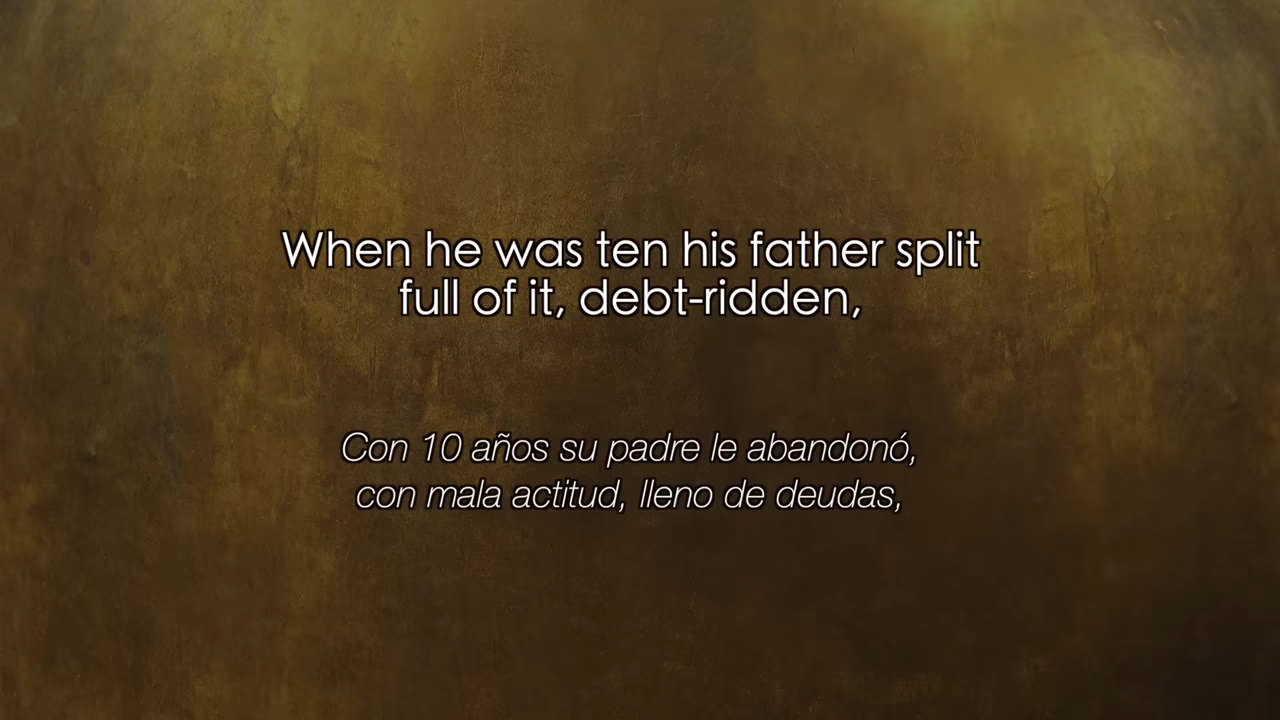 When he was ten his father split
full of it, debt-ridden,
Con 10 años su padre le abandonó,
con mala actitud, lleno de deudas,